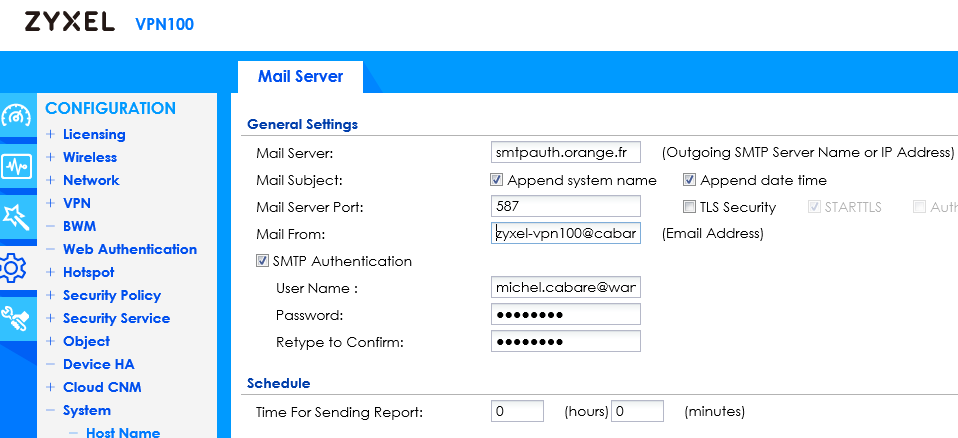 ZYXEL VPN100
Mail Server
CONFIGURATION
+ Licensing
+ Wireless
+ Network
+ VPN
− BWM
− Web Authentication
+ Hotspot
+ Security Policy
+ Security Service
+ Object
− Device HA
+ Cloud CNM
− System
− Host Name
General Settings
Mail Server: smtpauth.orange.fr (Outgoing SMTP Server Name or IP Address)
Mail Subject: Append system name Append date time
Mail Server Port: 587 TLS Security STARTTLS Auth
Mail From: zyxel-vpn100@cabar (Email Address)
SMTP Authentication
User Name : michel.cabare@wan
Password: ●●●●●●●●
Retype to Confirm: ●●●●●●●●
Schedule
Time For Sending Report: 0 (hours) 0 (minutes)